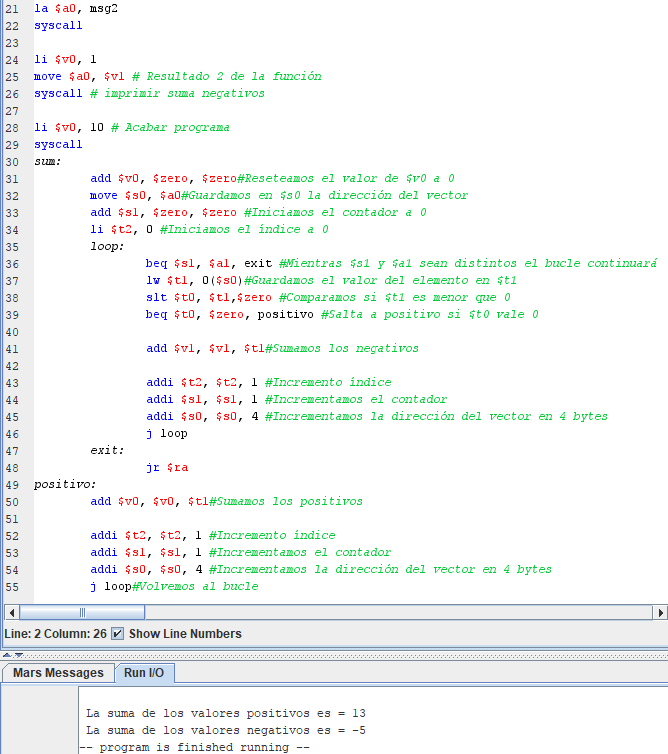 21 la $a0, msg2
22 syscall
23
24 li $v0, 1
25 move $a0, $v1 # Resultado 2 de la función
26 syscall # imprimir suma negativos
27
28 li $v0, 10 # Acabar programa
29 syscall
30 sum:
31 add $v0, $zero, $zero#Reseteamos el valor de $v0 a 0
32 move $s0, $a0#Guardamos en $s0 la dirección del vector
33 add $s1, $zero, $zero #Iniciamos el contador a 0
34 li $t2, 0 #Iniciamos el índice a 0
35 loop:
36 beq $s1, $a1, exit #Mientras $s1 y $a1 sean distintos el bucle continuará
37 lw $t1, 0($s0)#Guardamos el valor del elemento en $t1
38 slt $t0, $t1,$zero #Comparamos si $t1 es menor que 0
39 beq $t0, $zero, positivo #Salta a positivo si $t0 vale 0
40
41 add $v1, $v1, $t1#Sumamos los negativos
42
43 addi $t2, $t2, 1 #Incremento índice
44 addi $s1, $s1, 1 #Incrementamos el contador
45 addi $s0, $s0, 4 #Incrementamos la dirección del vector en 4 bytes
46 j loop
47 exit:
48 jr $ra
49 positivo:
50 add $v0, $v0, $t1#Sumamos los positivos
51
52 addi $t2, $t2, 1 #Incremento índice
53 addi $s1, $s1, 1 #Incrementamos el contador
54 addi $s0, $s0, 4 #Incrementamos la dirección del vector en 4 bytes
55 j loop#Volvemos al bucle
Line: 2 Column: 26 Show Line Numbers
Mars Messages Run I/O
La suma de los valores positivos es = 13
La suma de los valores negativos es = -5
-- program is finished running --